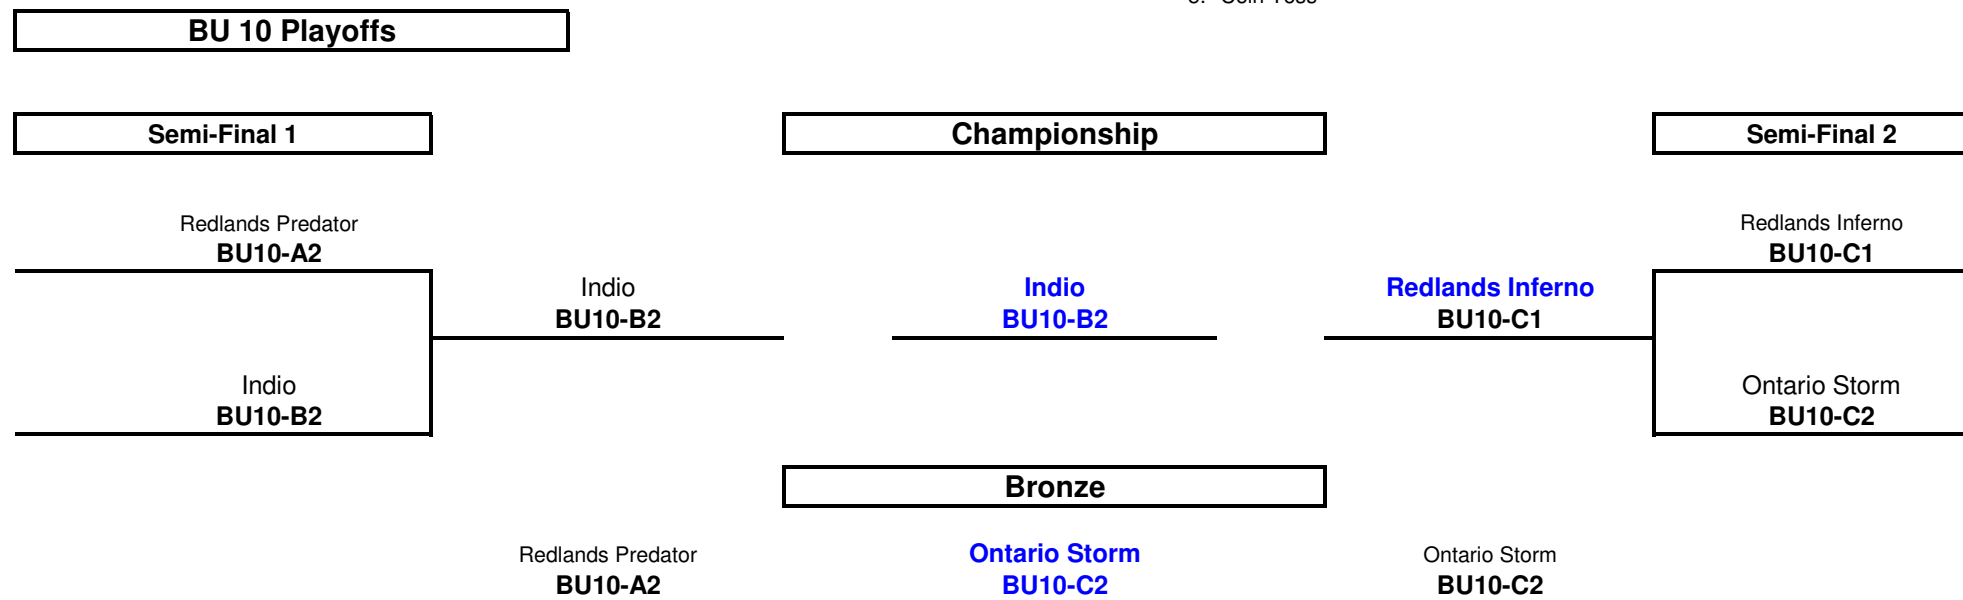 BU 10 Playoffs
Semi-Final 1
Championship
Semi-Final 2
Redlands Predator
BU10-A2
Redlands Inferno
BU10-C1
Indio
BU10-B2
Indio
BU10-B2
Redlands Inferno
BU10-C1
Indio
BU10-B2
Ontario Storm
BU10-C2
Bronze
Redlands Predator
BU10-A2
Ontario Storm
BU10-C2
Ontario Storm
BU10-C2